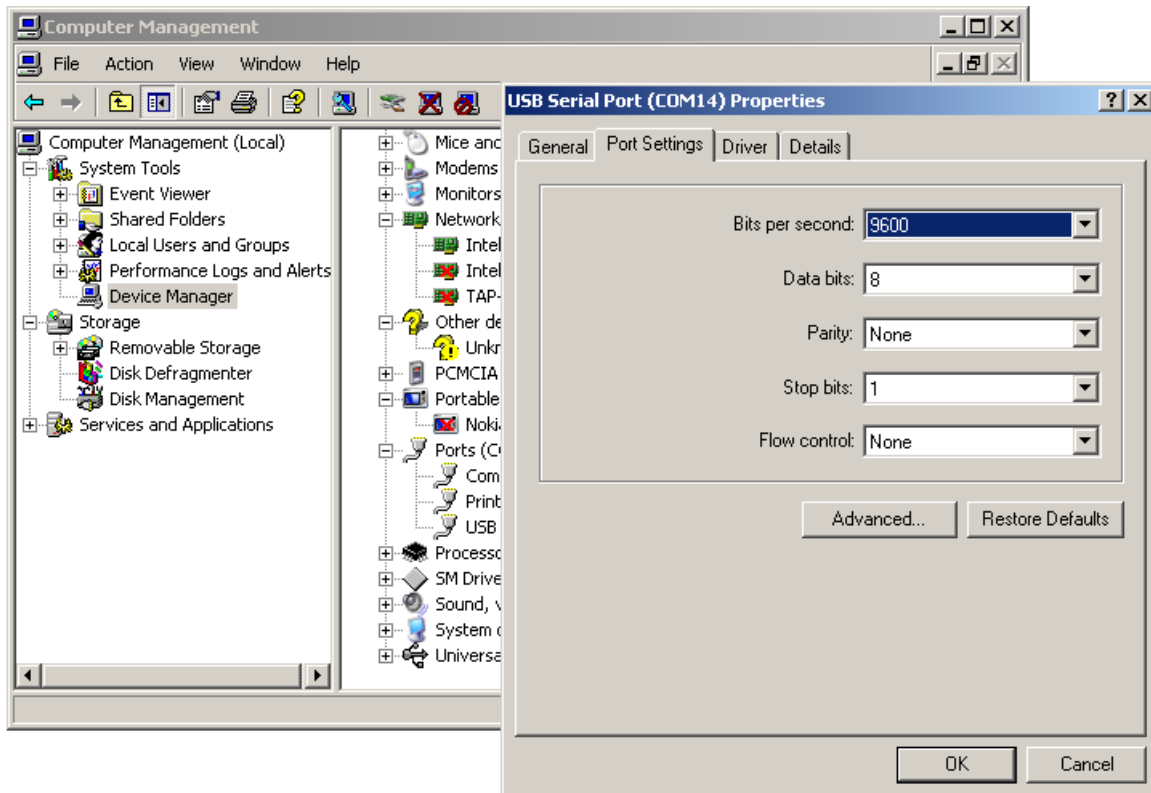 Computer Management
File Action View Window Help
Computer Management (Local)
System Tools
Event Viewer
Shared Folders
Local Users and Groups
Performance Logs and Alerts
Device Manager
Storage
Removable Storage
Disk Defragmenter
Disk Management
Services and Applications
Mice and
Modems
Monitors
Network
Intel
Intel
TAP-
Other de
Unkr
PCMCIA
Portable
Noki
Ports (C
Com
Print
USB
Processo
SM Drive
Sound, v
System
Universa
USB Serial Port (COM14) Properties
General Port Settings Driver Details
Bits per second: 9600
Data bits: 8
Parity: None
Stop bits: 1
Flow control: None
Advanced... Restore Defaults
OK Cancel